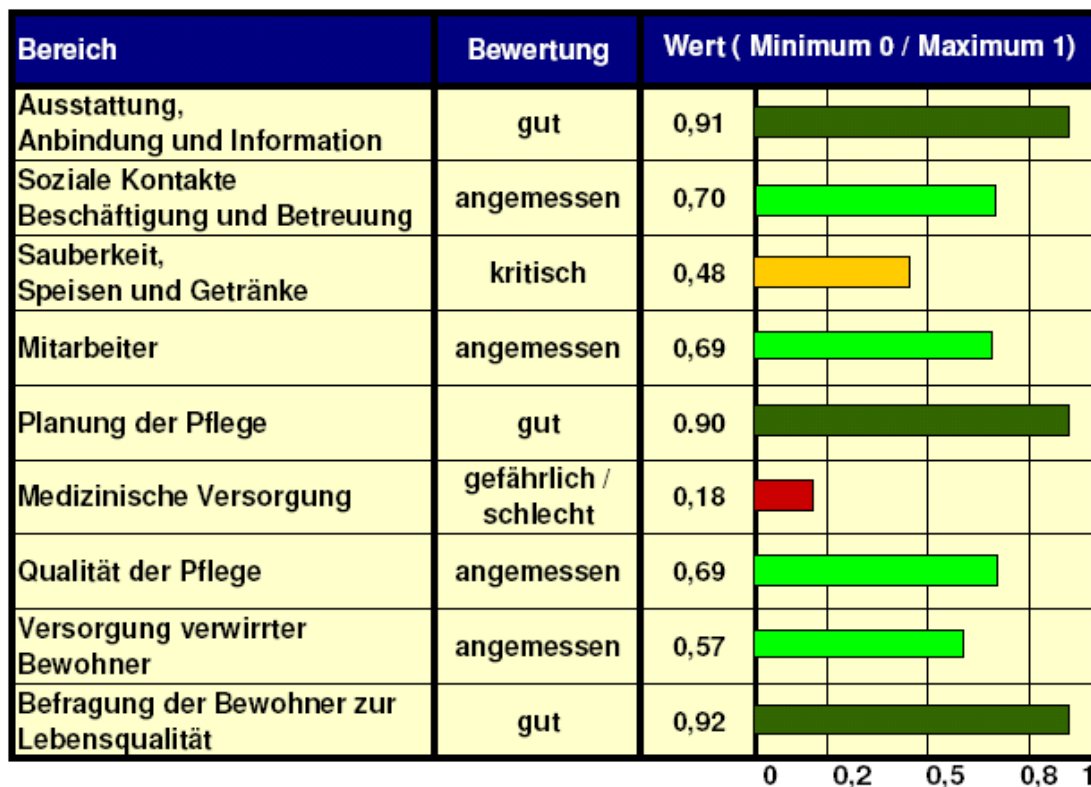 Bereich Bewertung Wert ( Minimum 0 / Maximum 1)
Ausstattung,
Anbindung und Information gut 0,91
Soziale Kontakte
Beschäftigung und Betreuung angemessen 0,70
Sauberkeit,
Speisen und Getränke kritisch 0,48
Mitarbeiter angemessen 0,69
Planung der Pflege gut 0.90
Medizinische Versorgung gefährlich /
schlecht 0,18
Qualität der Pflege angemessen 0,69
Versorgung verwirrter
Bewohner angemessen 0,57
Befragung der Bewohner zur
Lebensqualität gut 0,92
0 0,2 0,5 0,8 1